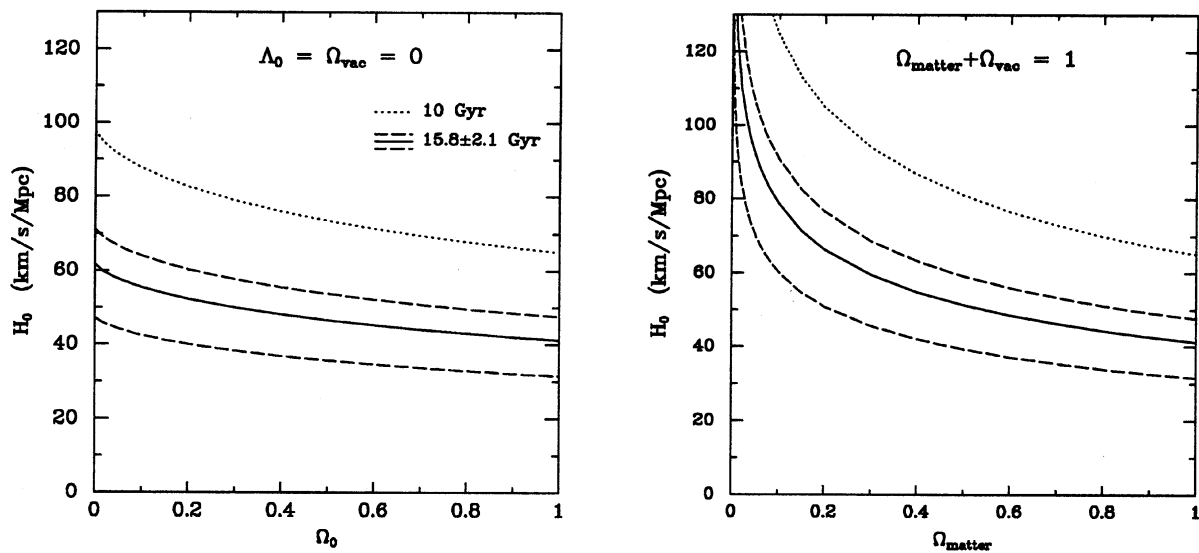 Λ₀ = Ω_vac = 0
10 Gyr
15.8±2.1 Gyr
H₀ (km/s/Mpc)
120
100
80
60
40
20
0
0 0.2 0.4 0.6 0.8 1
Ω₀
Ω_matter+Ω_vac = 1
H₀ (km/s/Mpc)
120
100
80
60
40
20
0
0 0.2 0.4 0.6 0.8 1
Ω_matter